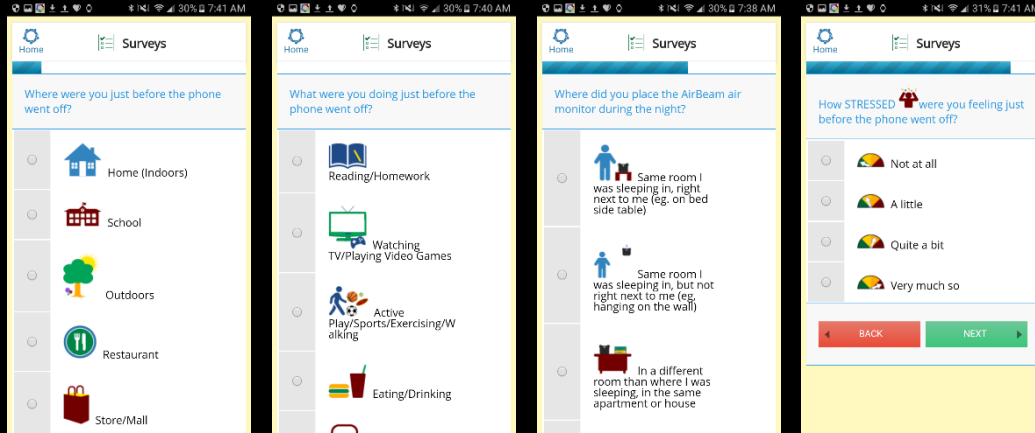 30% 7:41 AM
Home
Surveys
Where were you just before the phone
went off?
Home (Indoors)
School
Outdoors
Restaurant
Store/Mall
30% 7:40 AM
Home
Surveys
What were you doing just before the
phone went off?
Reading/Homework
Watching
TV/Playing Video Games
Active
Play/Sports/Exercising/W
alking
Eating/Drinking
30% 7:38 AM
Home
Surveys
Where did you place the AirBeam air
monitor during the night?
Same room I
was sleeping in, right
next to me (eg. on bed
side table)
Same room I
was sleeping in, but not
right next to me (eg,
hanging on the wall)
In a different
room than where I was
sleeping, in the same
apartment or house
31% 7:41 AM
Home
Surveys
How STRESSED were you feeling just
before the phone went off?
Not at all
A little
Quite a bit
Very much so
BACK
NEXT